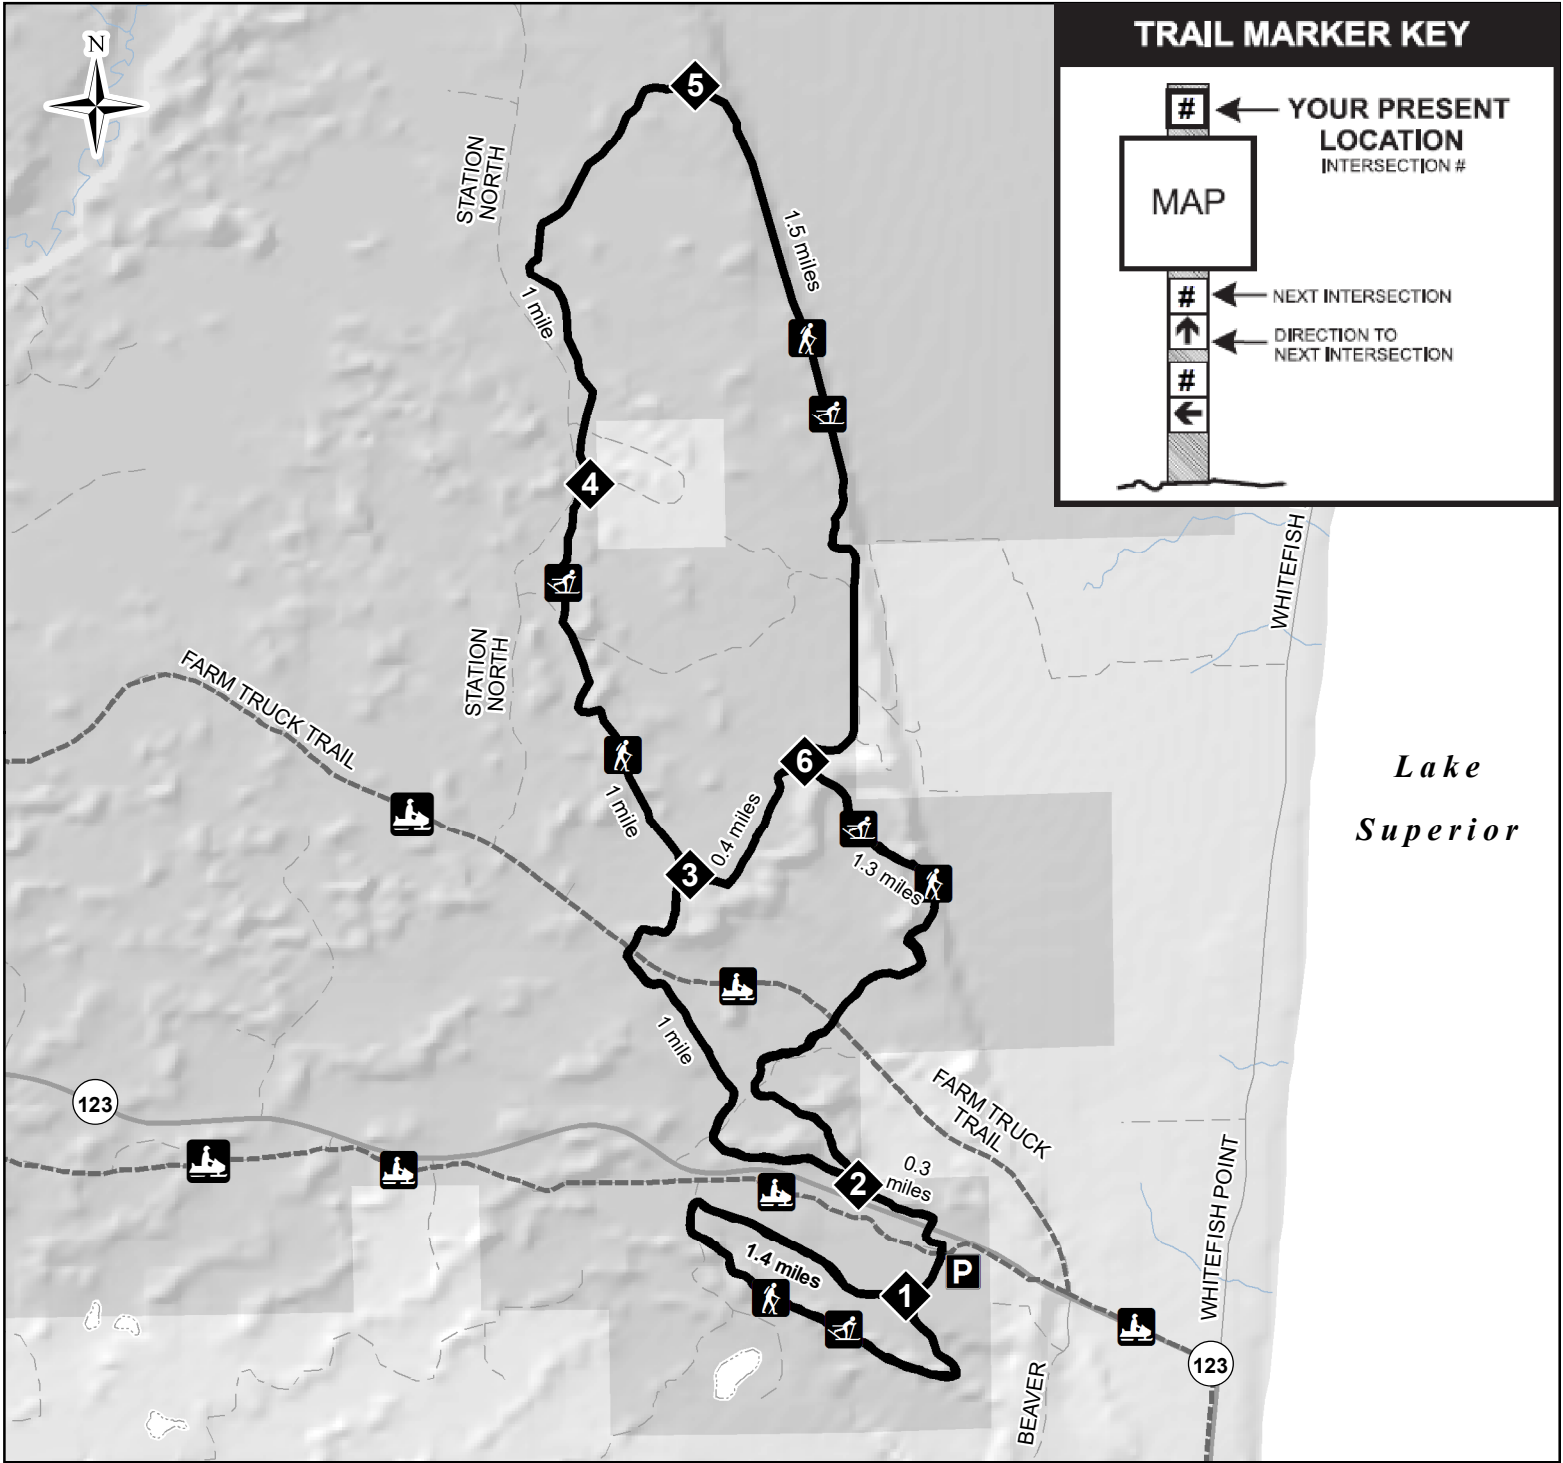 N
TRAIL MARKER KEY
#
YOUR PRESENT
LOCATION
INTERSECTION #
MAP
#
NEXT INTERSECTION
DIRECTION TO
NEXT INTERSECTION
#
5
STATION
NORTH
1.5 miles
1 mile
4
WHITEFISH
STATION
NORTH
FARM TRUCK TRAIL
6
Lake
Superior
1 mile
0.4 miles
3
1.3 miles
1 mile
123
FARM TRUCK
TRAIL
2
0.3
miles
WHITEFISH POINT
1.4 miles
P
1
123
BEAVER